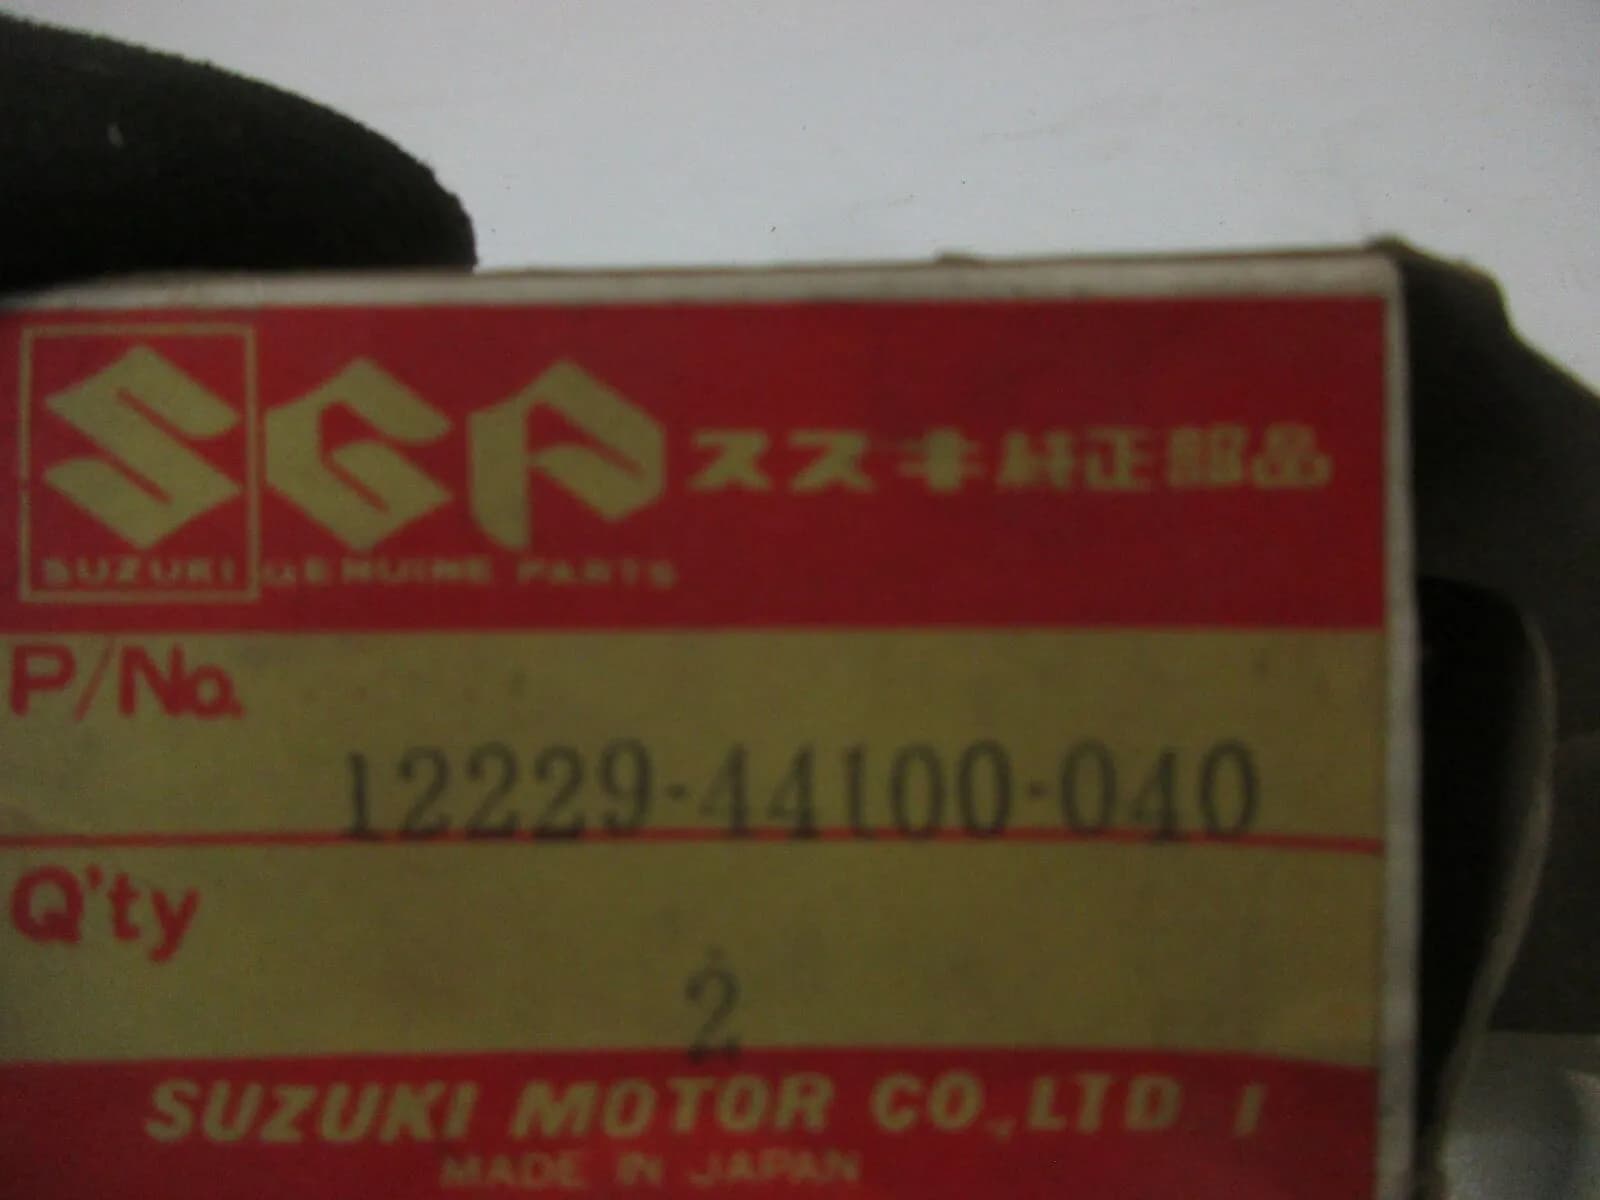 SGP スズキ純正部品
SUZUKI GENUINE PARTS
P/No.
12229-44100-040
Q'ty
2
SUZUKI MOTOR CO.,LTD 1
MADE IN JAPAN